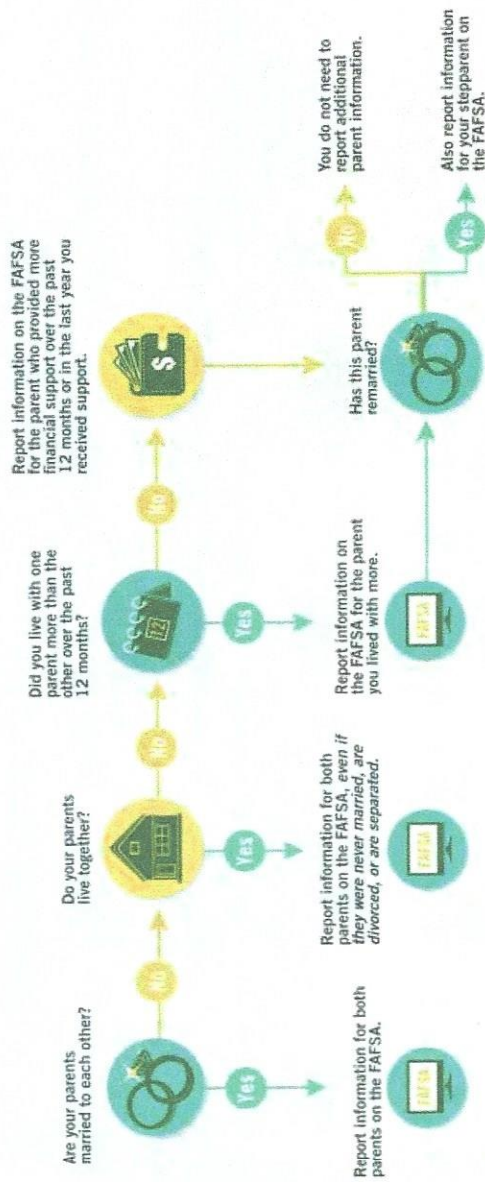 Are your parents
married to each other?
No
Yes
Report information for both
parents on the FAFSA.
FAFSA
Do your parents
live together?
No
Yes
Report information for both
parents on the FAFSA, even if
they were never married, are
divorced, or are separated.
FAFSA
Did you live with one
parent more than the
other over the past
12 months?
12
No
Yes
Report information on
the FAFSA for the parent
you lived with more.
FAFSA
Report information on the FAFSA
for the parent who provided more
financial support over the past
12 months or in the last year you
received support.
$
Has this parent
remarried?
No
You do not need to
report additional
parent information.
Yes
Also report information
for your stepparent on
the FAFSA.